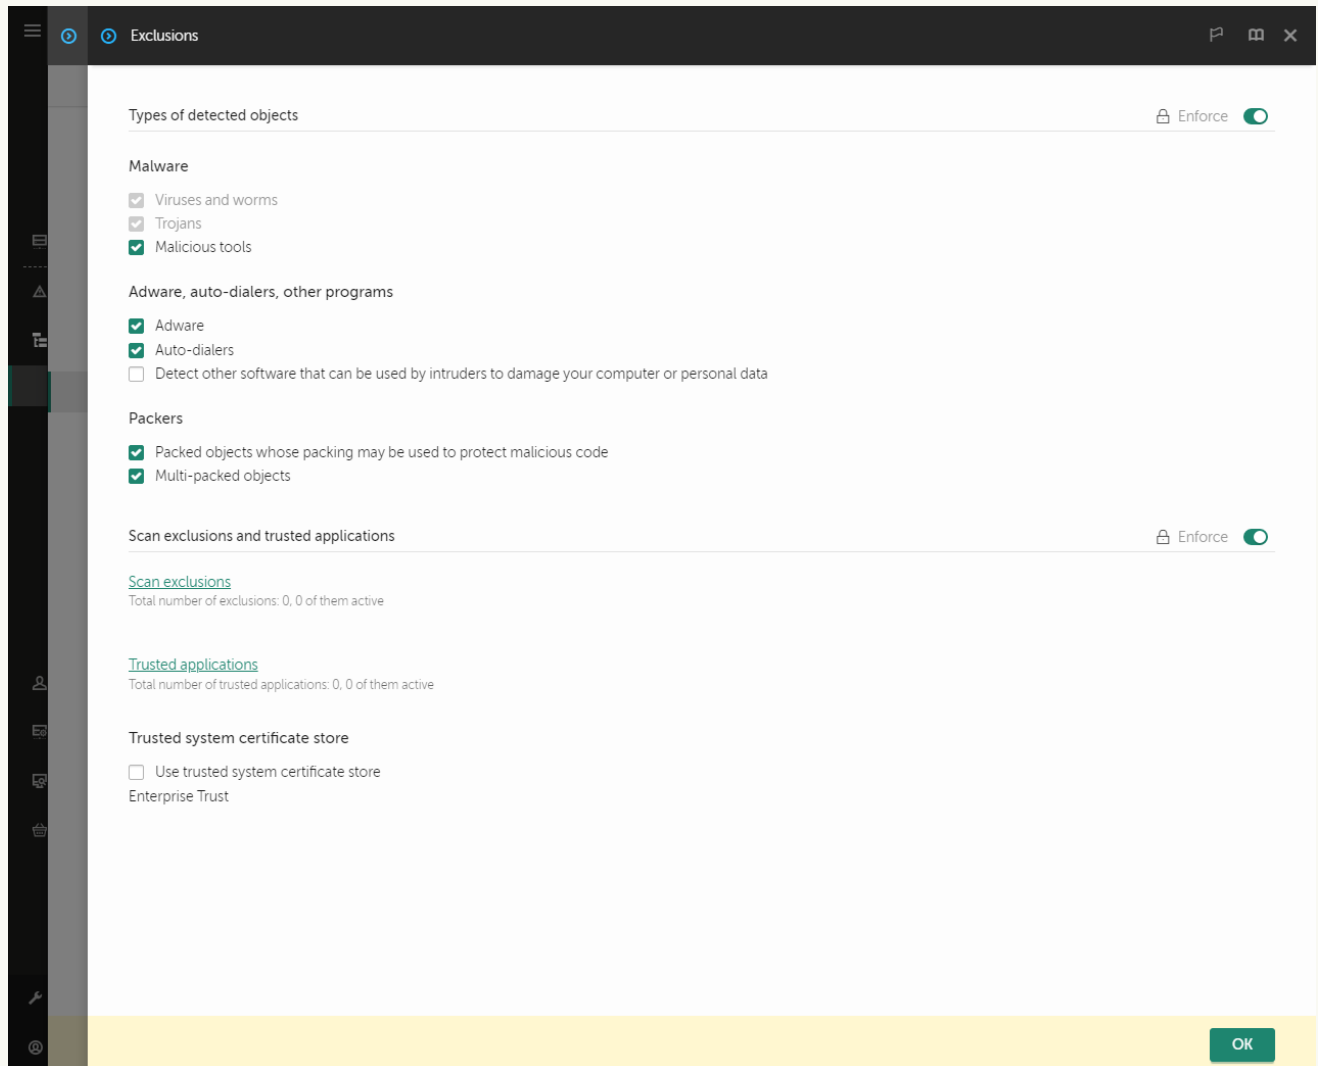 Exclusions
Types of detected objects
Enforce
Malware
Viruses and worms
Trojans
Malicious tools
Adware, auto-dialers, other programs
Adware
Auto-dialers
Detect other software that can be used by intruders to damage your computer or personal data
Packers
Packed objects whose packing may be used to protect malicious code
Multi-packed objects
Scan exclusions and trusted applications
Enforce
Scan exclusions
Total number of exclusions: 0, 0 of them active
Trusted applications
Total number of trusted applications: 0, 0 of them active
Trusted system certificate store
Use trusted system certificate store
Enterprise Trust
OK